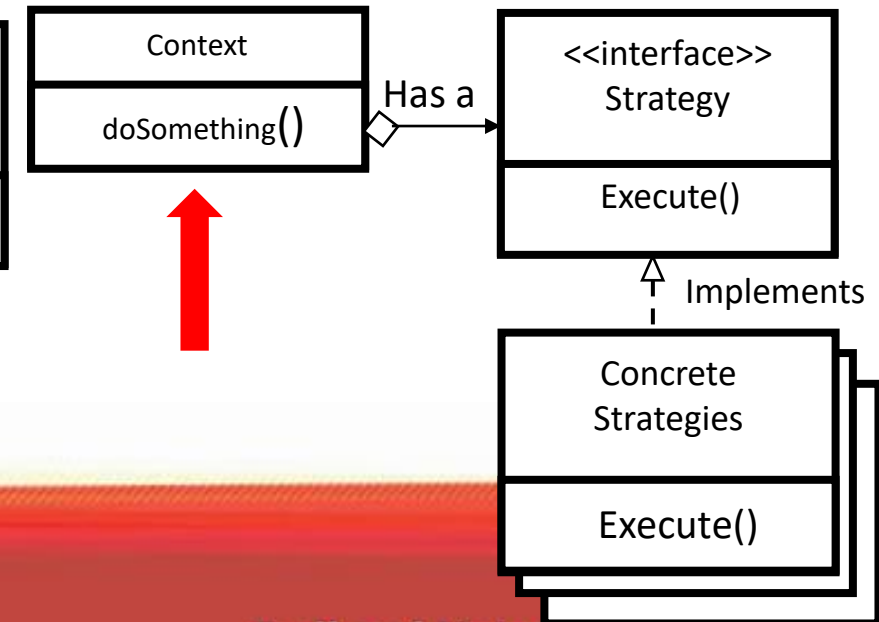 Context
doSomething()
Has a
<<interface>>
Strategy
Execute()
Implements
Concrete
Strategies
Execute()